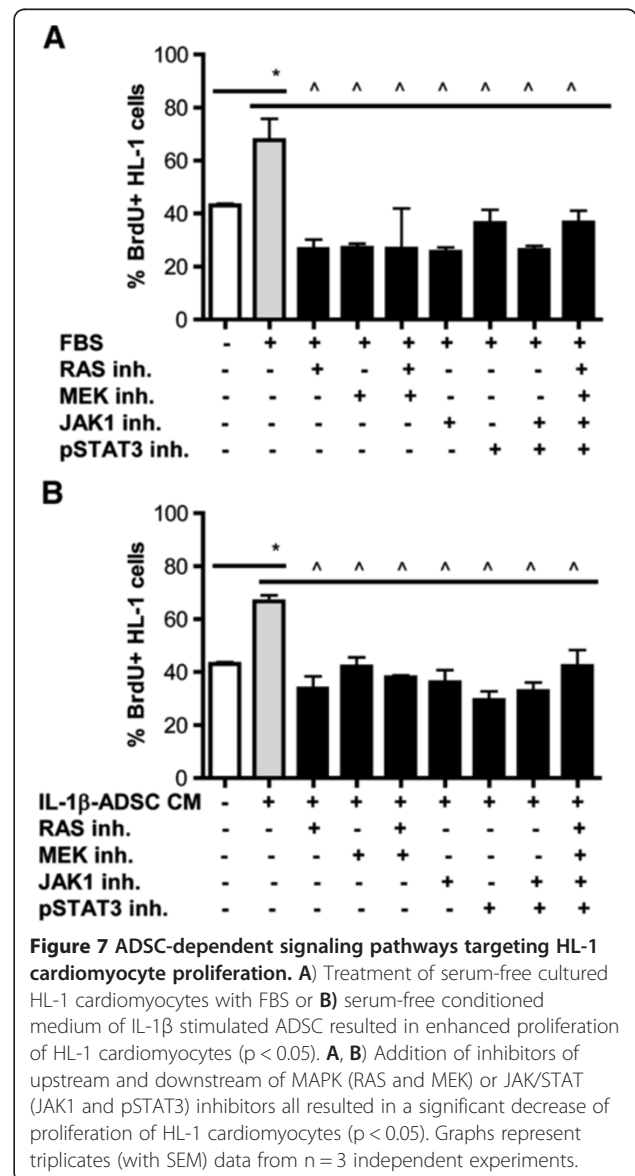 A
100
80
60
40
20
0
% BrdU+ HL-1 cells
* ^ ^ ^ ^ ^ ^ ^
FBS - + + + + + + + +
RAS inh. - - + - + - - - +
MEK inh. - - - + + - - - +
JAK1 inh. - - - - - + - + +
pSTAT3 inh. - - - - - - + + +
B
100
80
60
40
20
0
% BrdU+ HL-1 cells
* ^ ^ ^ ^ ^ ^ ^
IL-1β-ADSC CM - + + + + + + + +
RAS inh. - - + - + - - - +
MEK inh. - - - + + - - - +
JAK1 inh. - - - - - + - + +
pSTAT3 inh. - - - - - - + + +
Figure 7 ADSC-dependent signaling pathways targeting HL-1
cardiomyocyte proliferation. A) Treatment of serum-free cultured
HL-1 cardiomyocytes with FBS or B) serum-free conditioned
medium of IL-1β stimulated ADSC resulted in enhanced proliferation
of HL-1 cardiomyocytes (p < 0.05). A, B) Addition of inhibitors of
upstream and downstream of MAPK (RAS and MEK) or JAK/STAT
(JAK1 and pSTAT3) inhibitors all resulted in a significant decrease of
proliferation of HL-1 cardiomyocytes (p < 0.05). Graphs represent
triplicates (with SEM) data from n = 3 independent experiments.